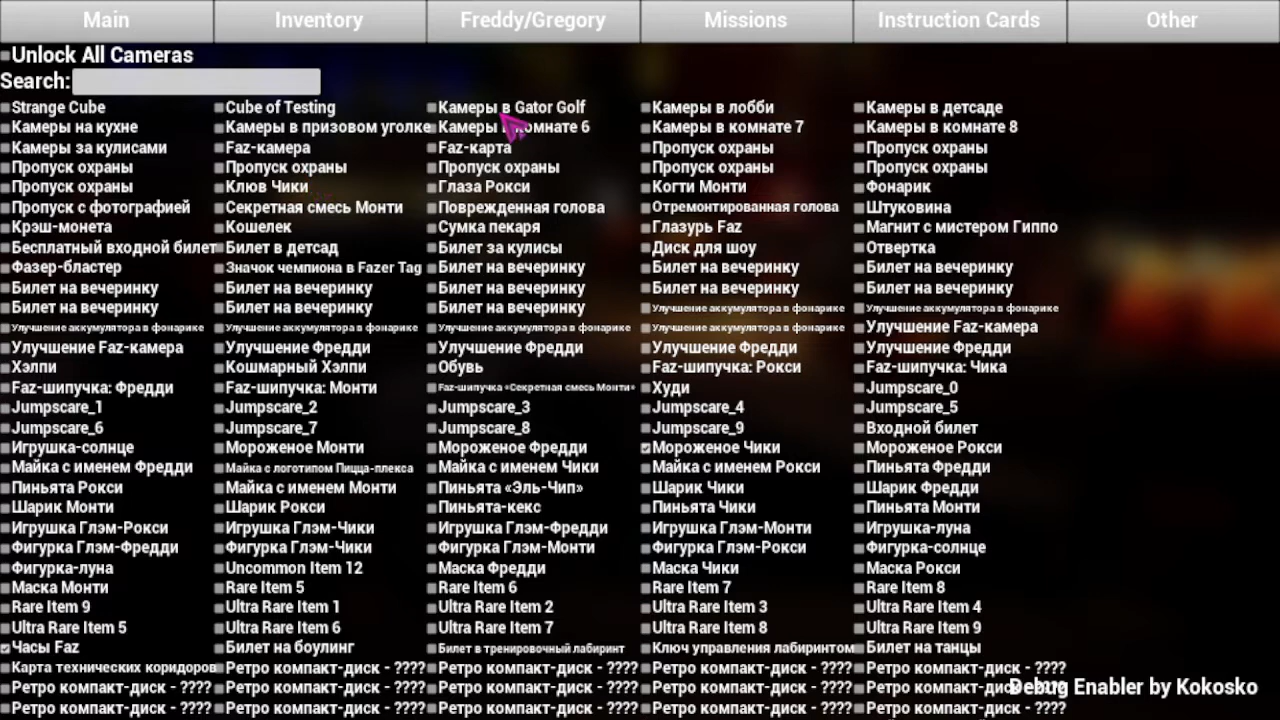 Main Inventory Freddy/Gregory Missions Instruction Cards Other
Unlock All Cameras
Search:
Strange Cube Cube of Testing Камеры в Gator Golf Камеры в лобби Камеры в детсаде
Камеры на кухне Камеры в призовом уголке Камеры в комнате 6 Камеры в комнате 7 Камеры в комнате 8
Камеры за кулисами Faz-камера Faz-карта Пропуск охраны Пропуск охраны
Пропуск охраны Пропуск охраны Пропуск охраны Пропуск охраны Пропуск охраны
Пропуск охраны Клюв Чики Глаза Рокси Когти Монти Фонарик
Пропуск с фотографией Секретная смесь Монти Поврежденная голова Отремонтированная голова Штуковина
Крэш-монета Кошелек Сумка пекаря Глазурь Faz Магнит с мистером Гиппо
Бесплатный входной билет Билет в детсад Билет за кулисы Диск для шоу Отвертка
Фазер-бластер Значок чемпиона в Fazer Tag Билет на вечеринку Билет на вечеринку Билет на вечеринку
Билет на вечеринку Билет на вечеринку Билет на вечеринку Билет на вечеринку Билет на вечеринку
Билет на вечеринку Билет на вечеринку Билет на вечеринку Улучшение аккумулятора в фонарике Улучшение аккумулятора в фонарике
Улучшение аккумулятора в фонарике Улучшение аккумулятора в фонарике Улучшение аккумулятора в фонарике Улучшение аккумулятора в фонарике Улучшение Faz-камера
Улучшение Faz-камера Улучшение Фредди Улучшение Фредди Улучшение Фредди Улучшение Фредди
Хэлпи Кошмарный Хэлпи Обувь Faz-шипучка: Рокси Faz-шипучка: Чика
Faz-шипучка: Фредди Faz-шипучка: Монти Faz-шипучка «Секретная смесь Монти» Худи Jumpscare_0
Jumpscare_1 Jumpscare_2 Jumpscare_3 Jumpscare_4 Jumpscare_5
Jumpscare_6 Jumpscare_7 Jumpscare_8 Jumpscare_9 Входной билет
Игрушка-солнце Мороженое Монти Мороженое Фредди Мороженое Чики Мороженое Рокси
Майка с именем Фредди Майка с логотипом Пицца-плекса Майка с именем Чики Майка с именем Рокси Пиньята Фредди
Пиньята Рокси Майка с именем Монти Пиньята «Эль-Чип» Шарик Чики Шарик Фредди
Шарик Монти Шарик Рокси Пиньята-кекс Пиньята Чики Пиньята Монти
Игрушка Глэм-Рокси Игрушка Глэм-Чики Игрушка Глэм-Фредди Игрушка Глэм-Монти Игрушка-луна
Фигурка Глэм-Фредди Фигурка Глэм-Чики Фигурка Глэм-Монти Фигурка Глэм-Рокси Фигурка-солнце
Фигурка-луна Uncommon Item 12 Маска Фредди Маска Чики Маска Рокси
Маска Монти Rare Item 5 Rare Item 6 Rare Item 7 Rare Item 8
Rare Item 9 Ultra Rare Item 1 Ultra Rare Item 2 Ultra Rare Item 3 Ultra Rare Item 4
Ultra Rare Item 5 Ultra Rare Item 6 Ultra Rare Item 7 Ultra Rare Item 8 Ultra Rare Item 9
Часы Faz Билет на боулинг Билет в тренировочный лабиринт Ключ управления лабиринтом Билет на танцы
Карта технических коридоров Ретро компакт-диск - ???? Ретро компакт-диск - ???? Ретро компакт-диск - ???? Ретро компакт-диск - ????
Ретро компакт-диск - ???? Ретро компакт-диск - ???? Ретро компакт-диск - ???? Ретро компакт-диск - ???? Ретро компакт-диск - ????
Debug Enabler by Kokosko
Ретро компакт-диск - ???? Ретро компакт-диск - ???? Ретро компакт-диск - ???? Ретро компакт-диск - ???? Ретро компакт-диск - ????